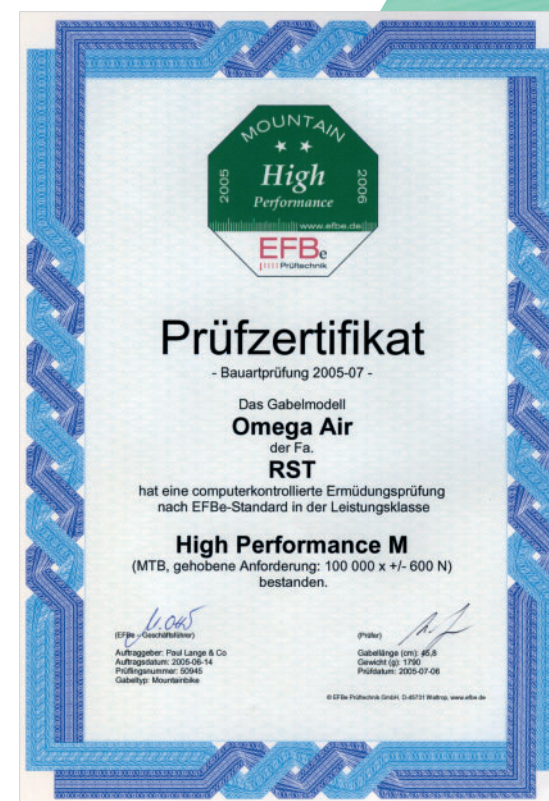 MOUNTAIN
2005
High
2006
Performance
www.efbe.de
EFBe
Prüftechnik
Prüfzertifikat
- Bauartprüfung 2005-07 -
Das Gabelmodell
Omega Air
der Fa.
RST
hat eine computerkontrollierte Ermüdungsprüfung
nach EFBe-Standard in der Leistungsklasse
High Performance M
(MTB, gehobene Anforderung: 100 000 x +/- 600 N)
bestanden.
(EFBe - Geschäftsführer)
(Prüfer)
Auftraggeber: Paul Lange & Co
Auftragsdatum: 2005-06-14
Prüflingsnummer: 50945
Gabeltyp: Mountainbike
Gabellänge (cm): 45,8
Gewicht (g): 1790
Prüfdatum: 2005-07-06
© EFBe Prüftechnik GmbH, D-45731 Waltrop, www.efbe.de